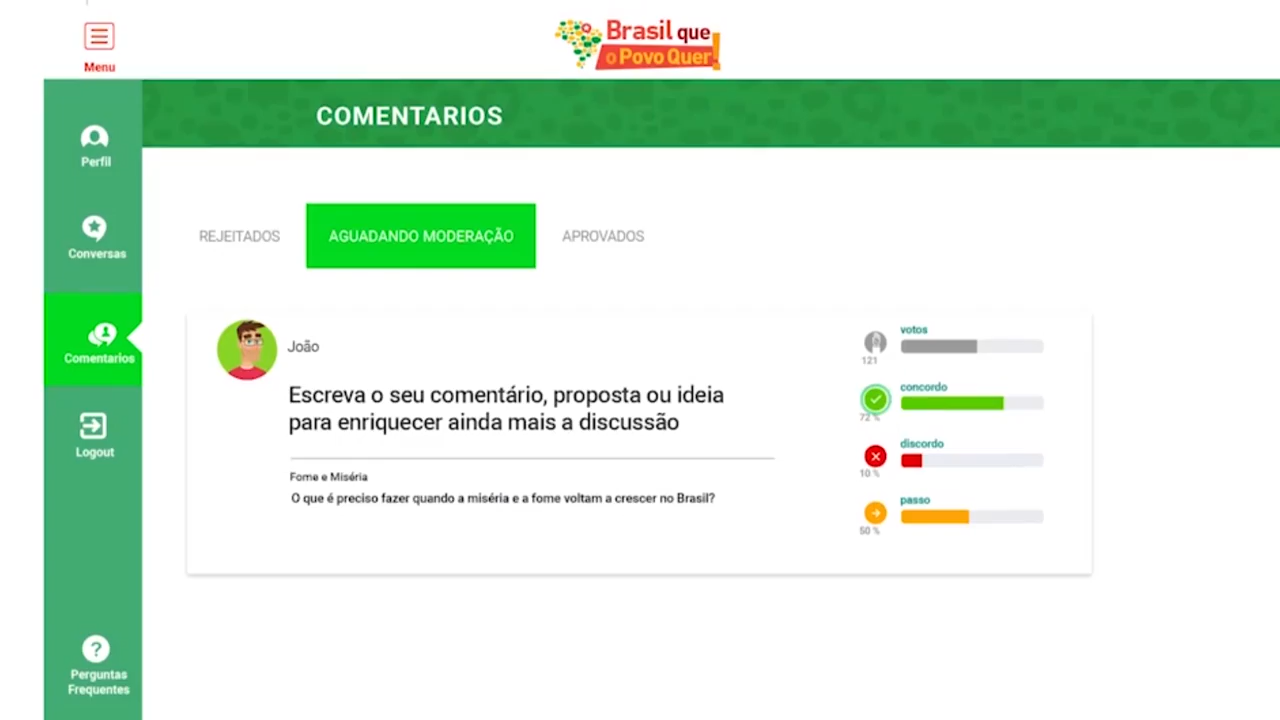 Menu
Brasil que
o Povo Quer!
COMENTARIOS
Perfil
Conversas
Comentarios
Logout
Perguntas
Frequentes
REJEITADOS
AGUADANDO MODERAÇÃO
APROVADOS
João
Escreva o seu comentário, proposta ou ideia
para enriquecer ainda mais a discussão
Fome e Miséria
O que é preciso fazer quando a miséria e a fome voltam a crescer no Brasil?
votos
121
concordo
72 %
discordo
10 %
passo
50 %